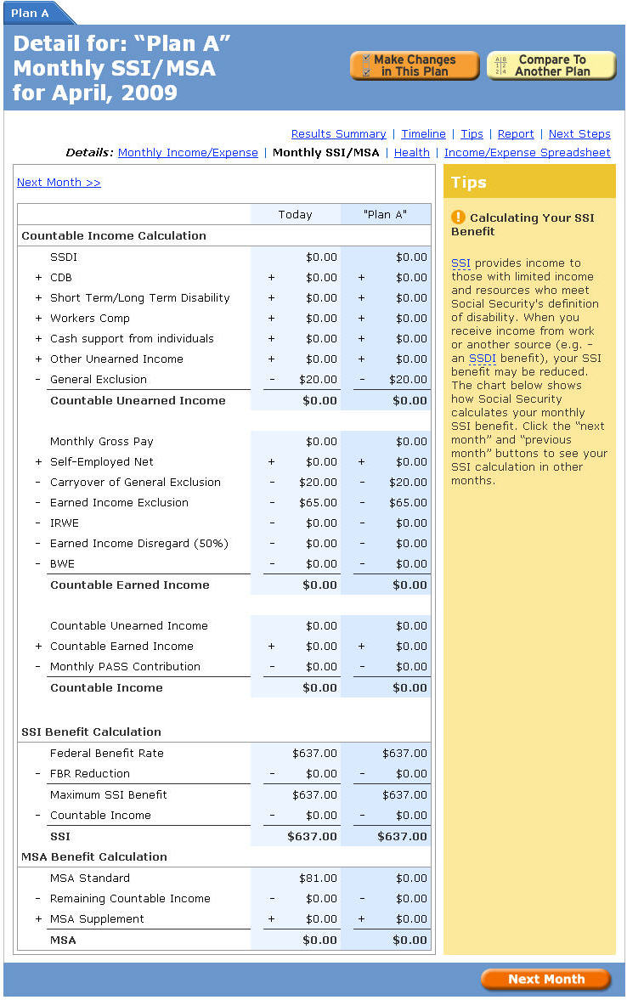 Plan A
Detail for: “Plan A”
Monthly SSI/MSA
for April, 2009
Make Changes
in This Plan
A B
1 2
2 4
Compare To
Another Plan
Results Summary | Timeline | Tips | Report | Next Steps
Details: Monthly Income/Expense | Monthly SSI/MSA | Health | Income/Expense Spreadsheet
Next Month >>
Today "Plan A"
Countable Income Calculation
SSDI $0.00 $0.00
+ CDB + $0.00 + $0.00
+ Short Term/Long Term Disability + $0.00 + $0.00
+ Workers Comp + $0.00 + $0.00
+ Cash support from individuals + $0.00 + $0.00
+ Other Unearned Income + $0.00 + $0.00
- General Exclusion - $20.00 - $20.00
Countable Unearned Income $0.00 $0.00
Monthly Gross Pay $0.00 $0.00
+ Self-Employed Net + $0.00 + $0.00
- Carryover of General Exclusion - $20.00 - $20.00
- Earned Income Exclusion - $65.00 - $65.00
- IRWE - $0.00 - $0.00
- Earned Income Disregard (50%) - $0.00 - $0.00
- BWE - $0.00 - $0.00
Countable Earned Income $0.00 $0.00
Countable Unearned Income $0.00 $0.00
+ Countable Earned Income + $0.00 + $0.00
- Monthly PASS Contribution - $0.00 - $0.00
Countable Income $0.00 $0.00
SSI Benefit Calculation
Federal Benefit Rate $637.00 $637.00
- FBR Reduction - $0.00 - $0.00
Maximum SSI Benefit $637.00 $637.00
- Countable Income - $0.00 - $0.00
SSI $637.00 $637.00
MSA Benefit Calculation
MSA Standard $81.00 $0.00
- Remaining Countable Income - $0.00 - $0.00
+ MSA Supplement + $0.00 + $0.00
MSA $0.00 $0.00
Tips
! Calculating Your SSI
Benefit
SSI provides income to
those with limited income
and resources who meet
Social Security's definition
of disability. When you
receive income from work
or another source (e.g. -
an SSDI benefit), your SSI
benefit may be reduced.
The chart below shows
how Social Security
calculates your monthly
SSI benefit. Click the “next
month” and “previous
month” buttons to see your
SSI calculation in other
months.
Next Month